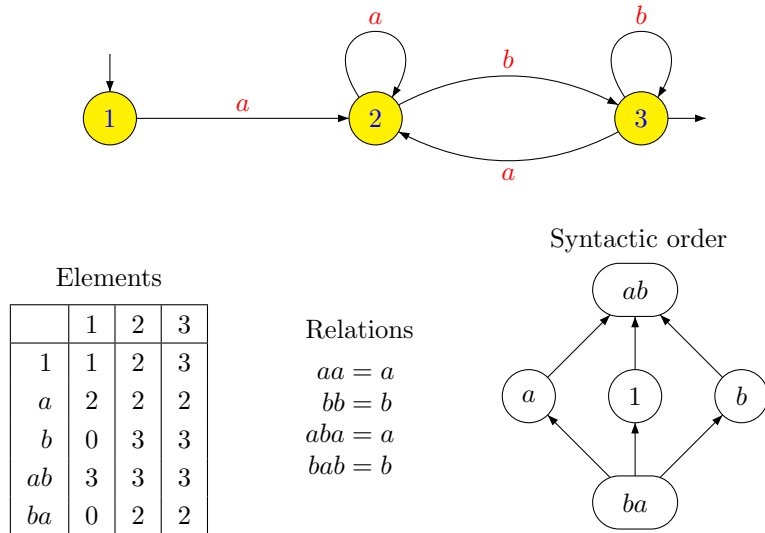 a
b
b
1
a
2
3
a
Syntactic order
Elements
ab
1 2 3
Relations
1 1 2 3
aa = a
a 2 2 2
a 1 b
bb = b
b 0 3 3
aba = a
ab 3 3 3
bab = b
ba 0 2 2
ba